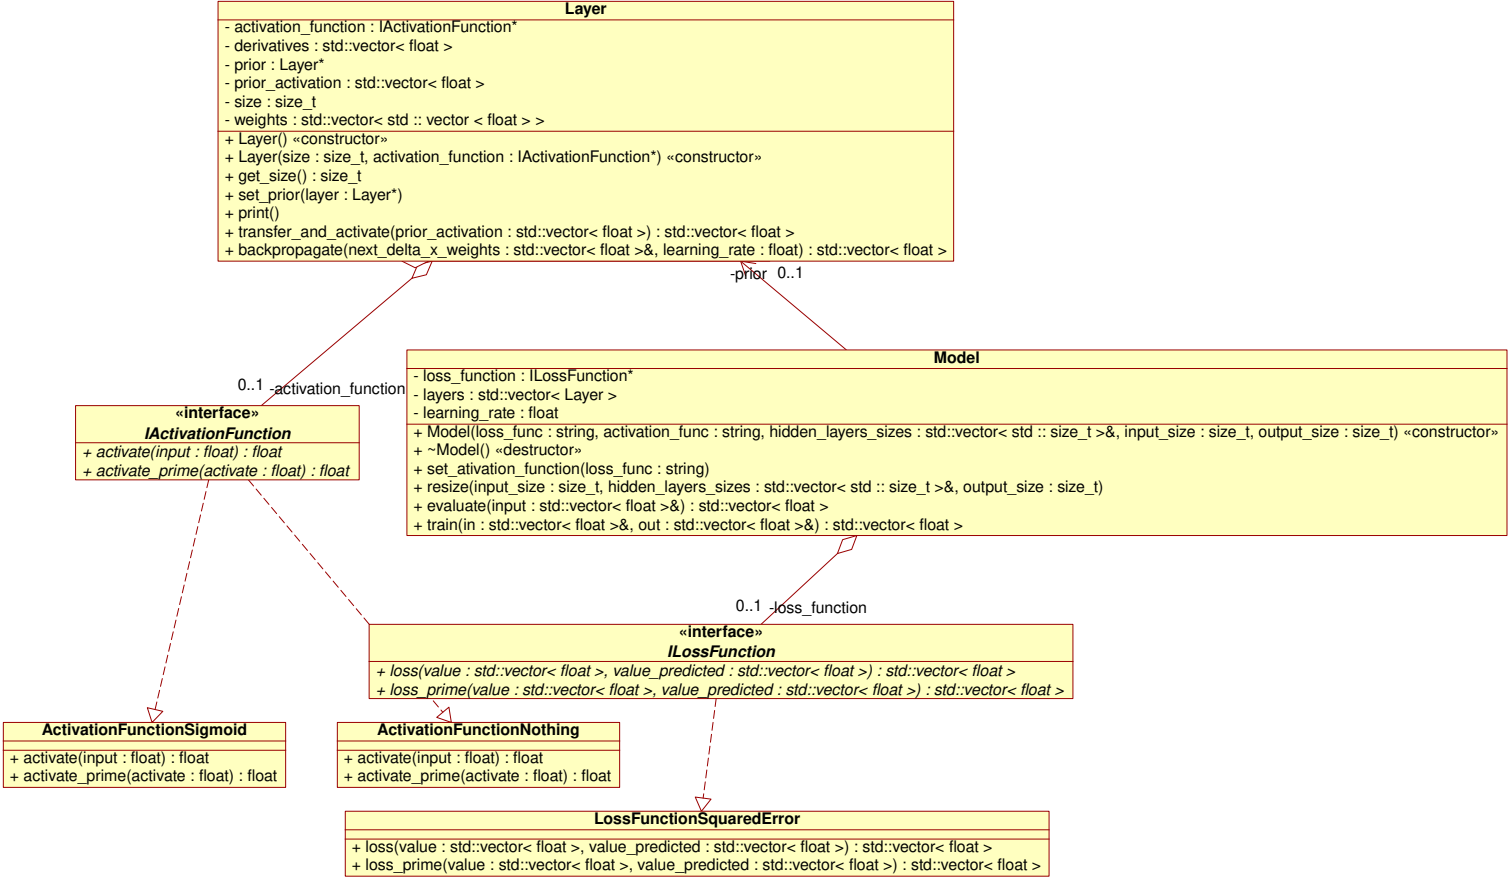 Layer
- activation_function : IActivationFunction*
- derivatives : std::vector< float >
- prior : Layer*
- prior_activation : std::vector< float >
- size : size_t
- weights : std::vector< std :: vector < float > >
+ Layer() «constructor»
+ Layer(size : size_t, activation_function : IActivationFunction*) «constructor»
+ get_size() : size_t
+ set_prior(layer : Layer*)
+ print()
+ transfer_and_activate(prior_activation : std::vector< float >) : std::vector< float >
+ backpropagate(next_delta_x_weights : std::vector< float >&, learning_rate : float) : std::vector< float >
-prior 0..1
0..1 -activation_function
Model
- loss_function : ILossFunction*
- layers : std::vector< Layer >
- learning_rate : float
+ Model(loss_func : string, activation_func : string, hidden_layers_sizes : std::vector< std :: size_t >&, input_size : size_t, output_size : size_t) «constructor»
+ ~Model() «destructor»
+ set_ativation_function(loss_func : string)
+ resize(input_size : size_t, hidden_layers_sizes : std::vector< std :: size_t >&, output_size : size_t)
+ evaluate(input : std::vector< float >&) : std::vector< float >
+ train(in : std::vector< float >&, out : std::vector< float >&) : std::vector< float >
«interface»
IActivationFunction
+ activate(input : float) : float
+ activate_prime(activate : float) : float
0..1 -loss_function
«interface»
ILossFunction
+ loss(value : std::vector< float >, value_predicted : std::vector< float >) : std::vector< float >
+ loss_prime(value : std::vector< float >, value_predicted : std::vector< float >) : std::vector< float >
ActivationFunctionSigmoid
+ activate(input : float) : float
+ activate_prime(activate : float) : float
ActivationFunctionNothing
+ activate(input : float) : float
+ activate_prime(activate : float) : float
LossFunctionSquaredError
+ loss(value : std::vector< float >, value_predicted : std::vector< float >) : std::vector< float >
+ loss_prime(value : std::vector< float >, value_predicted : std::vector< float >) : std::vector< float >